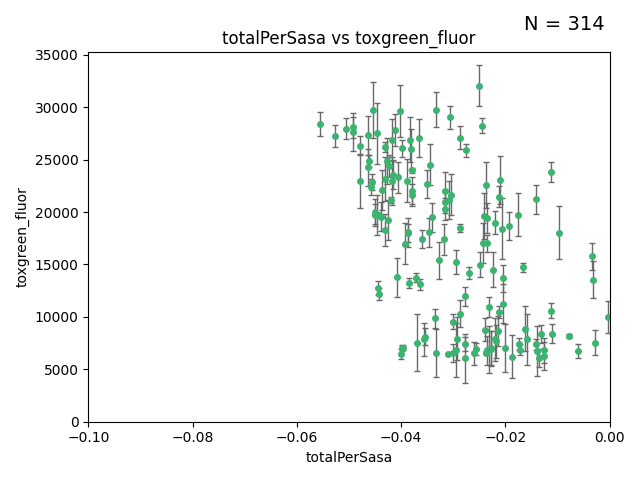 N = 314
totalPerSasa vs toxgreen_fluor
35000
30000
25000
20000
15000
10000
5000
0
toxgreen_fluor
−0.10 −0.08 −0.06 −0.04 −0.02 0.00
totalPerSasa